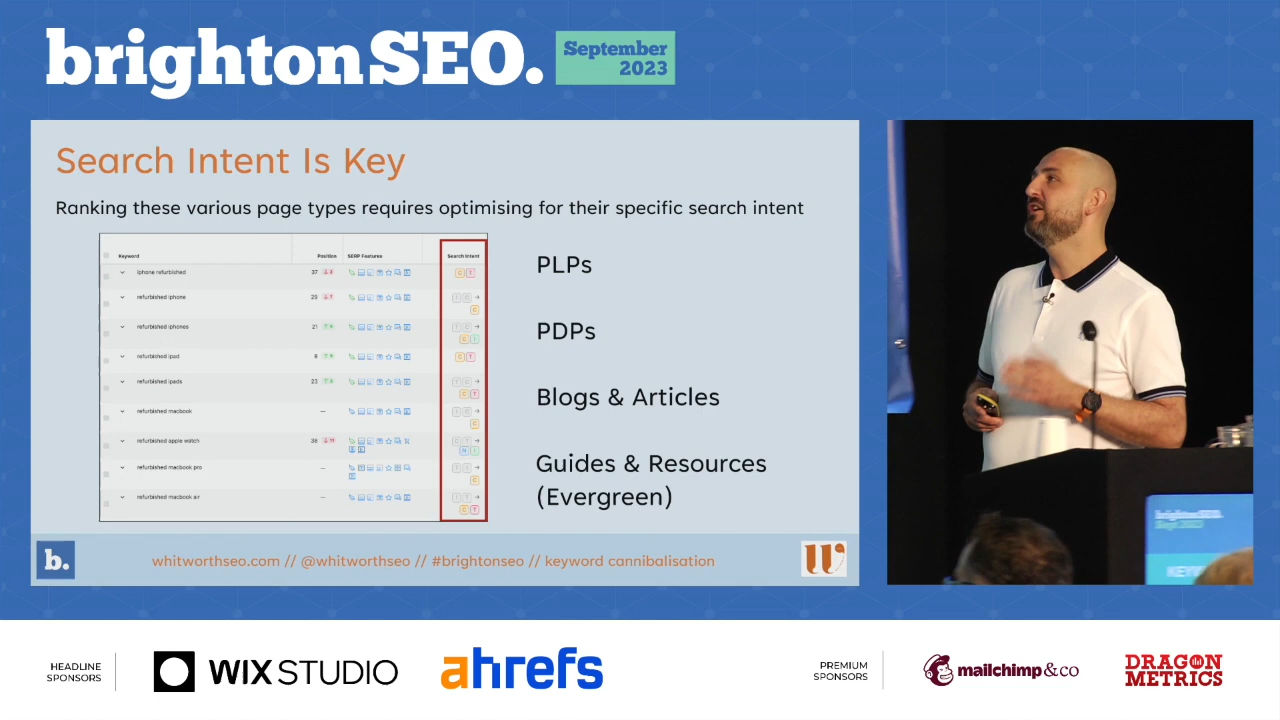 brightonSEO.
September
2023
Search Intent Is Key
Ranking these various page types requires optimising for their specific search intent
Keyword Position SERP Features Search Intent
iphone refurbished 37 C T
refurbished iphone 29
C
refurbished iphones 21
C I
refurbished ipad 8 C T
refurbished ipads 23
C T
refurbished macbook —
C
refurbished apple watch 38 11
N I
refurbished macbook pro —
C
refurbished macbook air —
C T
PLPs
PDPs
Blogs & Articles
Guides & Resources
(Evergreen)
b.
whitworthseo.com // @whitworthseo // #brightonseo // keyword cannibalisation
W
brightonSEO.
HEADLINE
SPONSORS
WIX STUDIO
ahrefs
PREMIUM
SPONSORS
mailchimp&co
DRAGON
METRICS